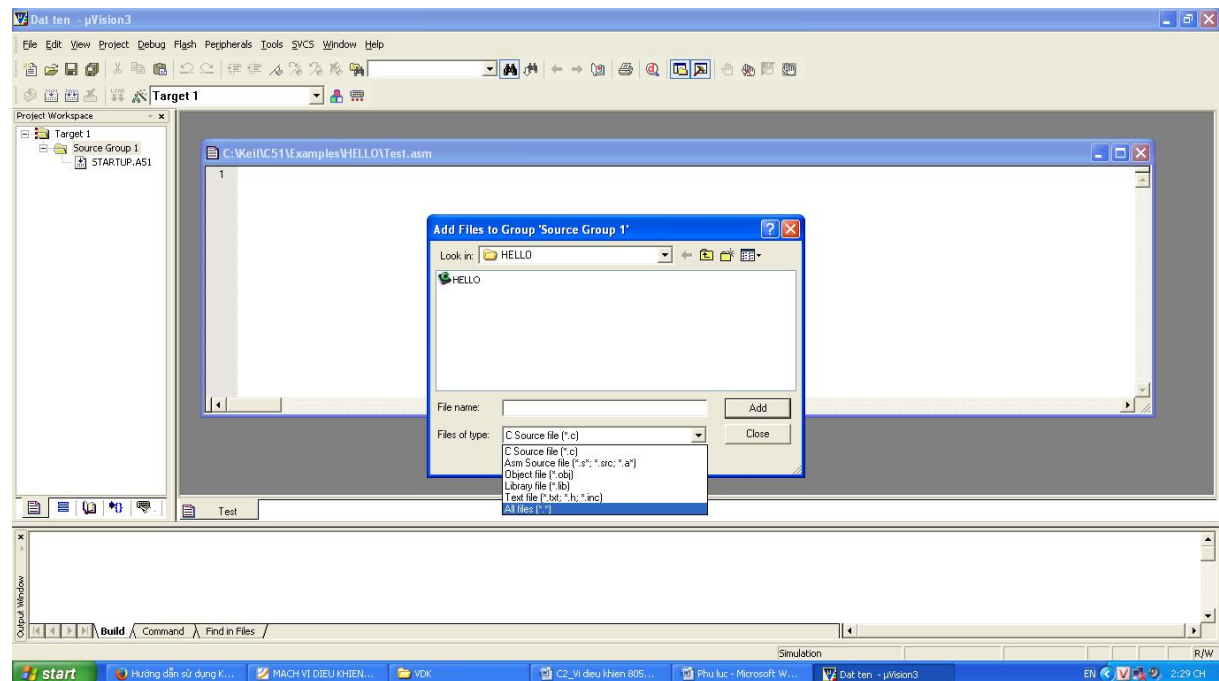 Dat ten - µVision3
File Edit View Project Debug Flash Peripherals Tools SVCS Window Help
Target 1
Project Workspace
Target 1
Source Group 1
STARTUP.A51
C:\Keil\C51\Examples\HELLO\Test.asm
1
Add Files to Group 'Source Group 1'
Look in: HELLO
HELLO
File name: Add
Files of type: C Source file (*.c) Close
C Source file (*.c)
Asm Source file (*.s*; *.src; *.a*)
Object file (*.obj)
Library file (*.lib)
Text file (*.txt; *.h; *.inc)
All files (*.*)
Test
Output Window
Build Command Find in Files
Simulation R/W
start Hướng dẫn sử dụng K... MACH VI DIEU KHIEN... VDK C2_Vi dieu khien 805... Phu luc - Microsoft W... Dat ten - µVision3 EN 2:29 CH